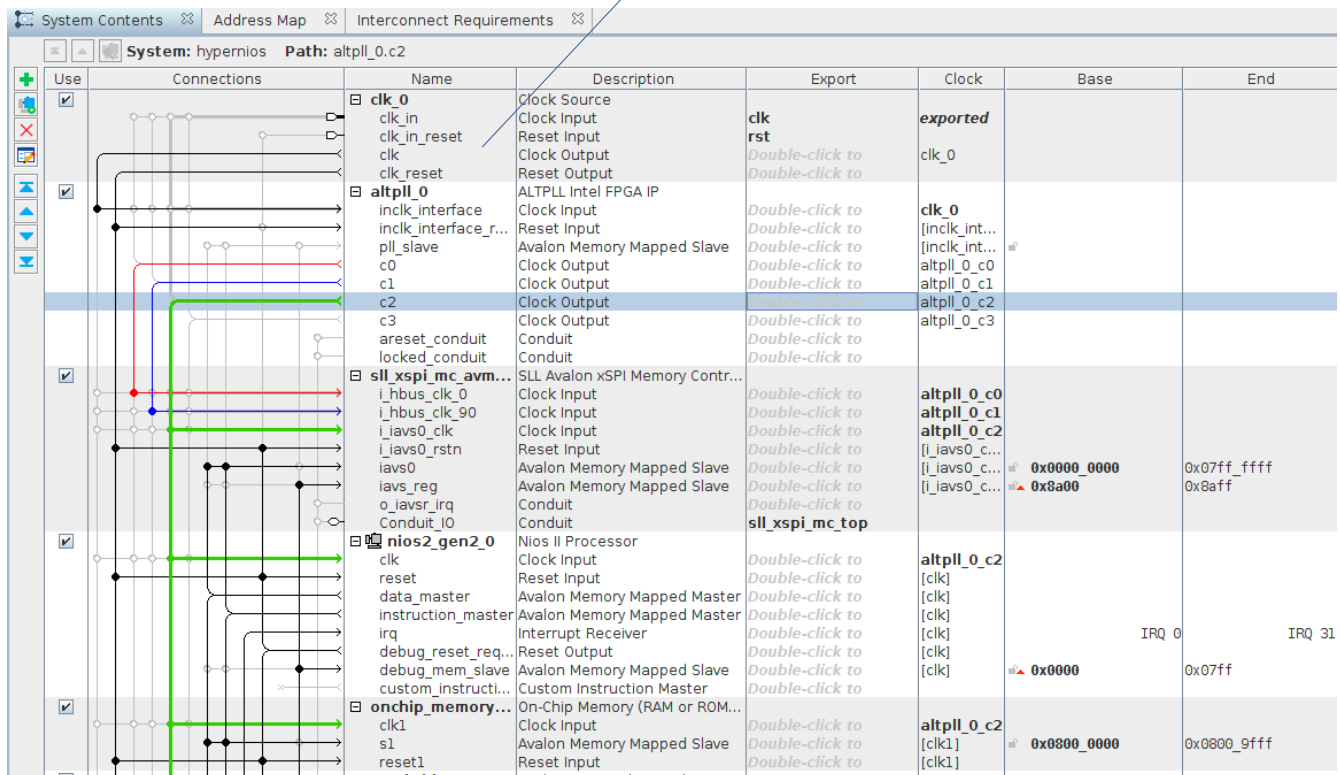 System Contents Address Map Interconnect Requirements
System: hypernios Path: altpll_0.c2
Use Connections Name Description Export Clock Base End
clk_0 Clock Source
clk_in Clock Input clk exported
clk_in_reset Reset Input rst
clk Clock Output Double-click to clk_0
clk_reset Reset Output Double-click to
altpll_0 ALTPLL Intel FPGA IP
inclk_interface Clock Input Double-click to clk_0
inclk_interface_r... Reset Input Double-click to [inclk_int...
pll_slave Avalon Memory Mapped Slave Double-click to [inclk_int...
c0 Clock Output Double-click to altpll_0_c0
c1 Clock Output Double-click to altpll_0_c1
c2 Clock Output Double-click to altpll_0_c2
c3 Clock Output Double-click to altpll_0_c3
areset_conduit Conduit Double-click to
locked_conduit Conduit Double-click to
sll_xspi_mc_avm... SLL Avalon xSPI Memory Contr...
i_hbus_clk_0 Clock Input Double-click to altpll_0_c0
i_hbus_clk_90 Clock Input Double-click to altpll_0_c1
i_iavs0_clk Clock Input Double-click to altpll_0_c2
i_iavs0_rstn Reset Input Double-click to [i_iavs0_c...
iavs0 Avalon Memory Mapped Slave Double-click to [i_iavs0_c... 0x0000_0000 0x07ff_ffff
iavs_reg Avalon Memory Mapped Slave Double-click to [i_iavs0_c... 0x8a00 0x8aff
o_iavsr_irq Conduit Double-click to
Conduit_IO Conduit sll_xspi_mc_top
nios2_gen2_0 Nios II Processor
clk Clock Input Double-click to altpll_0_c2
reset Reset Input Double-click to [clk]
data_master Avalon Memory Mapped Master Double-click to [clk]
instruction_master Avalon Memory Mapped Master Double-click to [clk]
irq Interrupt Receiver Double-click to [clk] IRQ 0 IRQ 31
debug_reset_req... Reset Output Double-click to [clk]
debug_mem_slave Avalon Memory Mapped Slave Double-click to [clk] 0x0000 0x07ff
custom_instructi... Custom Instruction Master Double-click to
onchip_memory... On-Chip Memory (RAM or ROM...
clk1 Clock Input Double-click to altpll_0_c2
s1 Avalon Memory Mapped Slave Double-click to [clk1] 0x0800_0000 0x0800_9fff
reset1 Reset Input Double-click to [clk1]